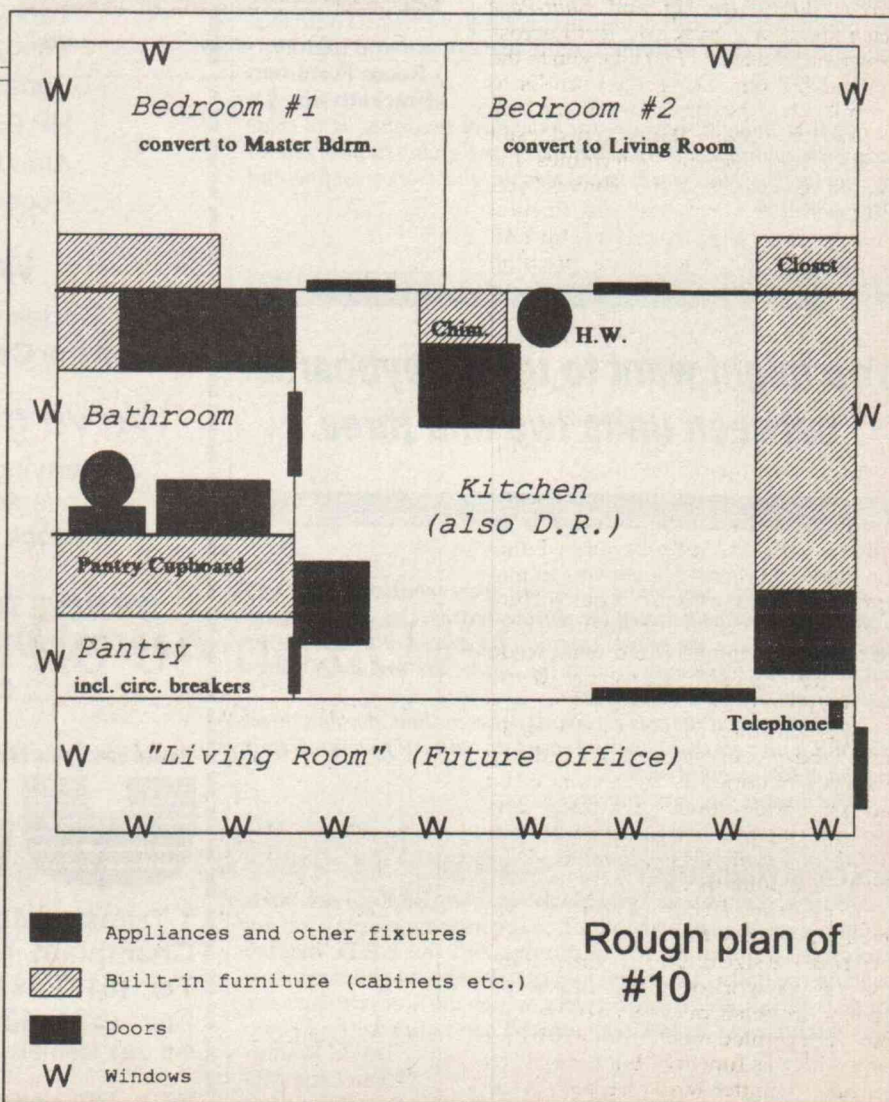 W
W
W
W
Bedroom #1
Bedroom #2
convert to Master Bdrm.
convert to Living Room
Closet
Chim.
H.W.
W
Bathroom
W
Kitchen
(also D.R.)
Pantry Cupboard
W
Pantry
incl. circ. breakers
Telephone
W
"Living Room" (Future office)
W W W W W W W W
Appliances and other fixtures
Built-in furniture (cabinets etc.)
Doors
W Windows
Rough plan of
#10